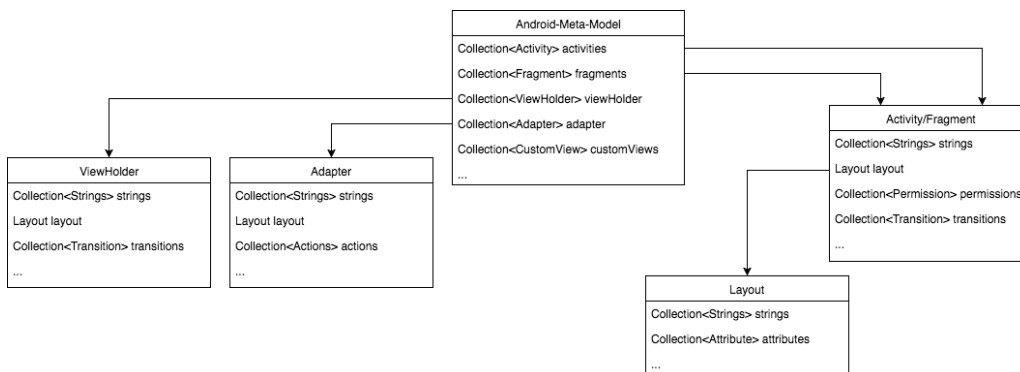 Android-Meta-Model
Collection<Activity> activities
Collection<Fragment> fragments
Collection<ViewHolder> viewHolder
Collection<Adapter> adapter
Collection<CustomView> customViews
...
Activity/Fragment
Collection<Strings> strings
Layout layout
Collection<Permission> permissions
Collection<Transition> transitions
...
ViewHolder
Collection<Strings> strings
Layout layout
Collection<Transition> transitions
...
Adapter
Collection<Strings> strings
Layout layout
Collection<Actions> actions
...
Layout
Collection<Strings> strings
Collection<Attribute> attributes
...